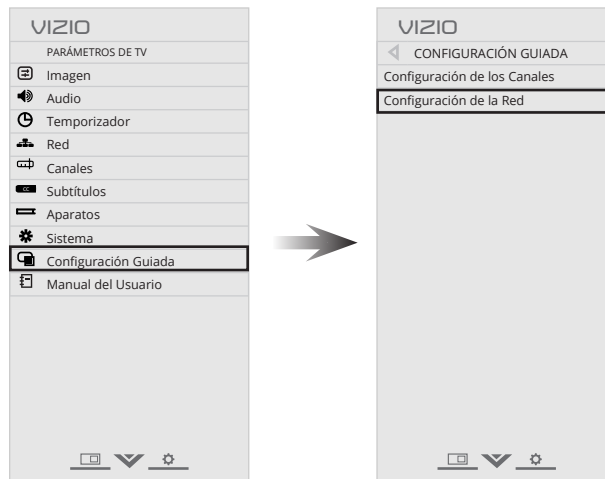 VIZIO
PARÁMETROS DE TV
Imagen
Audio
Temporizador
Red
Canales
CC
Subtítulos
Aparatos
Sistema
Configuración Guiada
Manual del Usuario
VIZIO
CONFIGURACIÓN GUIADA
Configuración de los Canales
Configuración de la Red